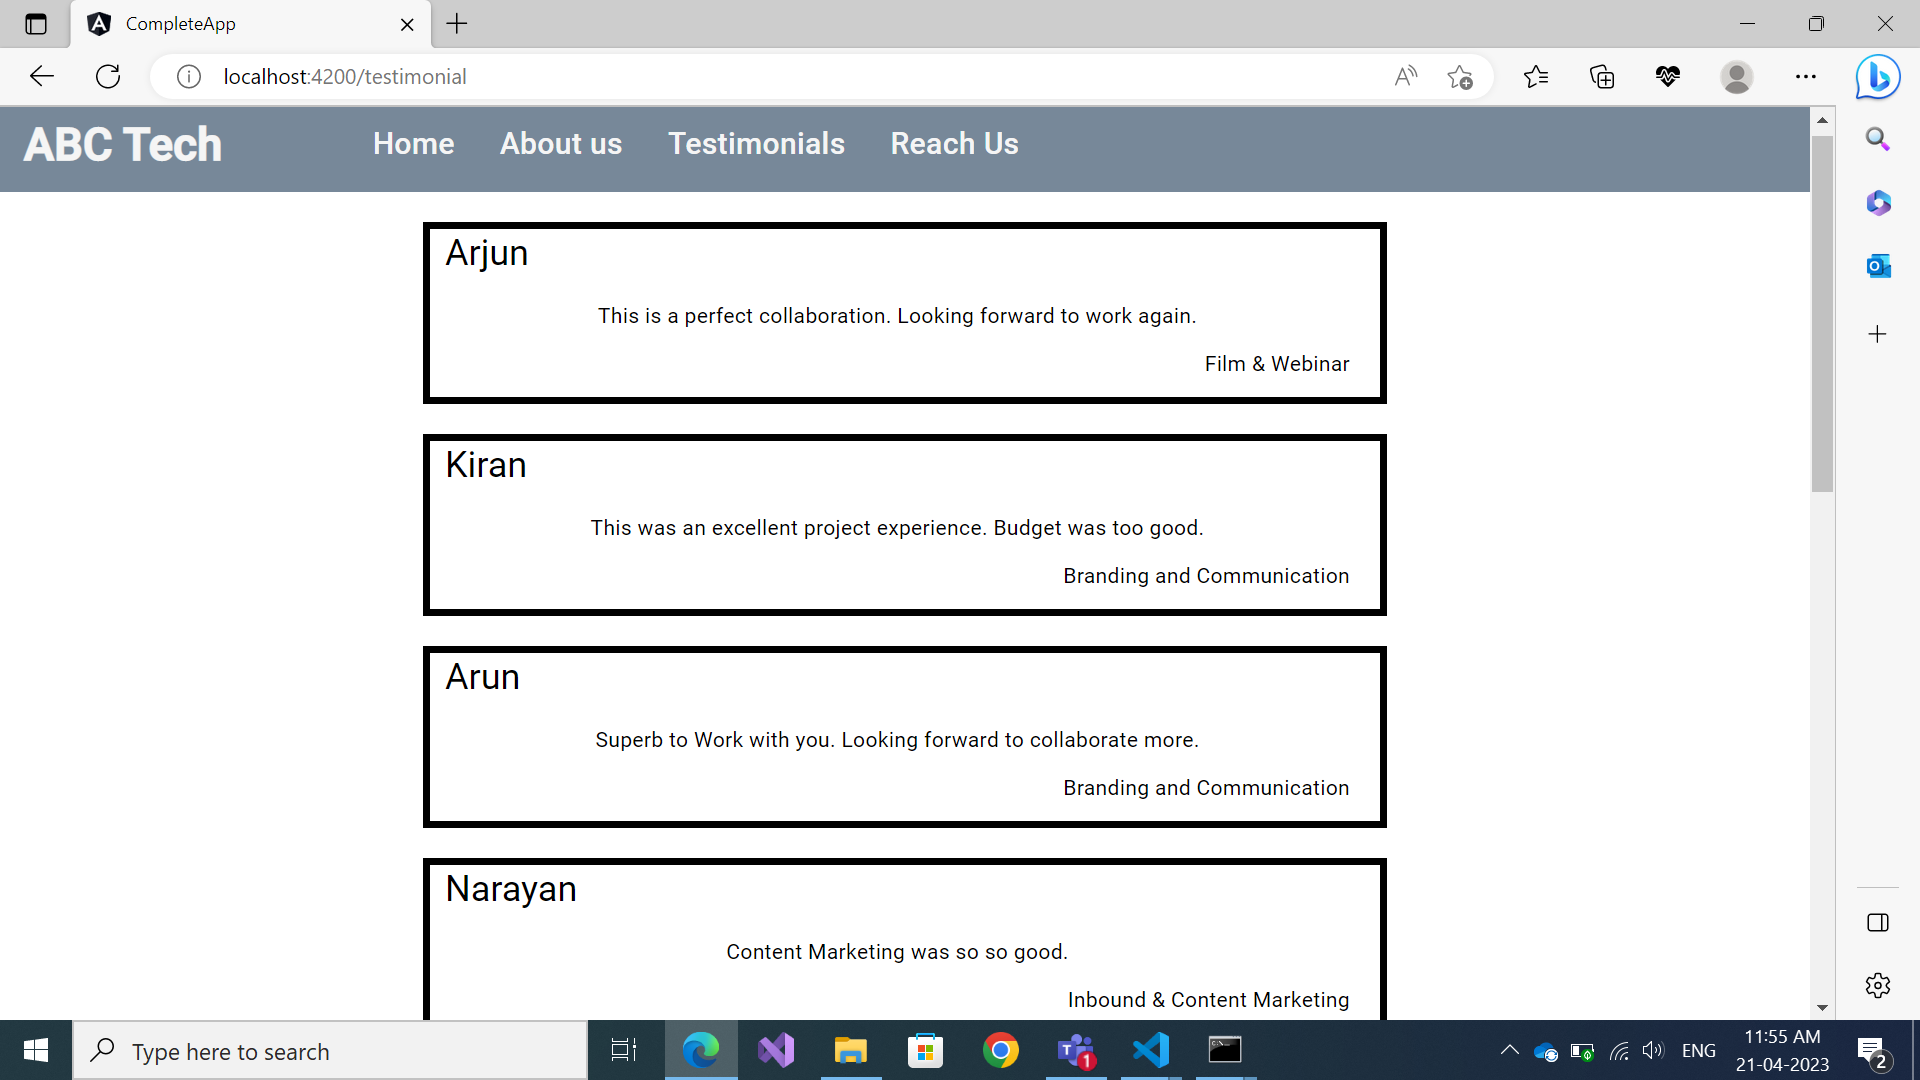 CompleteApp
localhost:4200/testimonial
ABC Tech Home About us Testimonials Reach Us
Arjun
This is a perfect collaboration. Looking forward to work again.
Film & Webinar
Kiran
This was an excellent project experience. Budget was too good.
Branding and Communication
Arun
Superb to Work with you. Looking forward to collaborate more.
Branding and Communication
Narayan
Content Marketing was so so good.
Inbound & Content Marketing
Type here to search
1
ENG
11:55 AM
21-04-2023
2